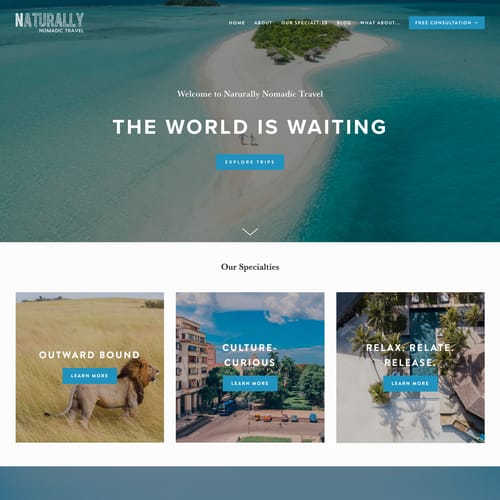 NATURALLY
NOMADIC TRAVEL
HOME ABOUT OUR SPECIALTIES BLOG WHAT ABOUT... FREE CONSULTATION →
Welcome to Naturally Nomadic Travel
THE WORLD IS WAITING
EXPLORE TRIPS
Our Specialties
OUTWARD BOUND
LEARN MORE
CULTURE-
CURIOUS
LEARN MORE
RELAX. RELATE.
RELEASE.
LEARN MORE